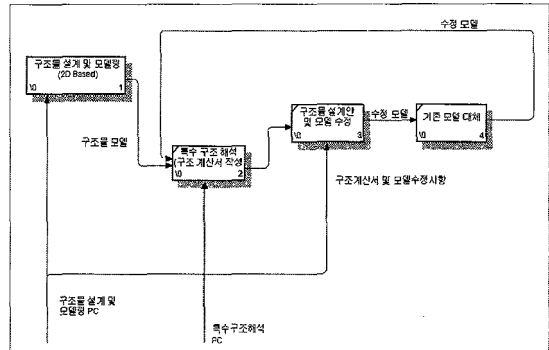 수정 모델
구조물 설계 및 모델링
(2D Based)
\0 1
구조물 모델
특수 구조 해석
(구조 계산서 작성
\0 2
구조물 설계안
및 모델 수정
\0 3
수정 모델
기존 모델 대체
\0 4
구조계산서 및 모델수정사항
구조물 설계 및
모델링 PC
특수구조해석
PC